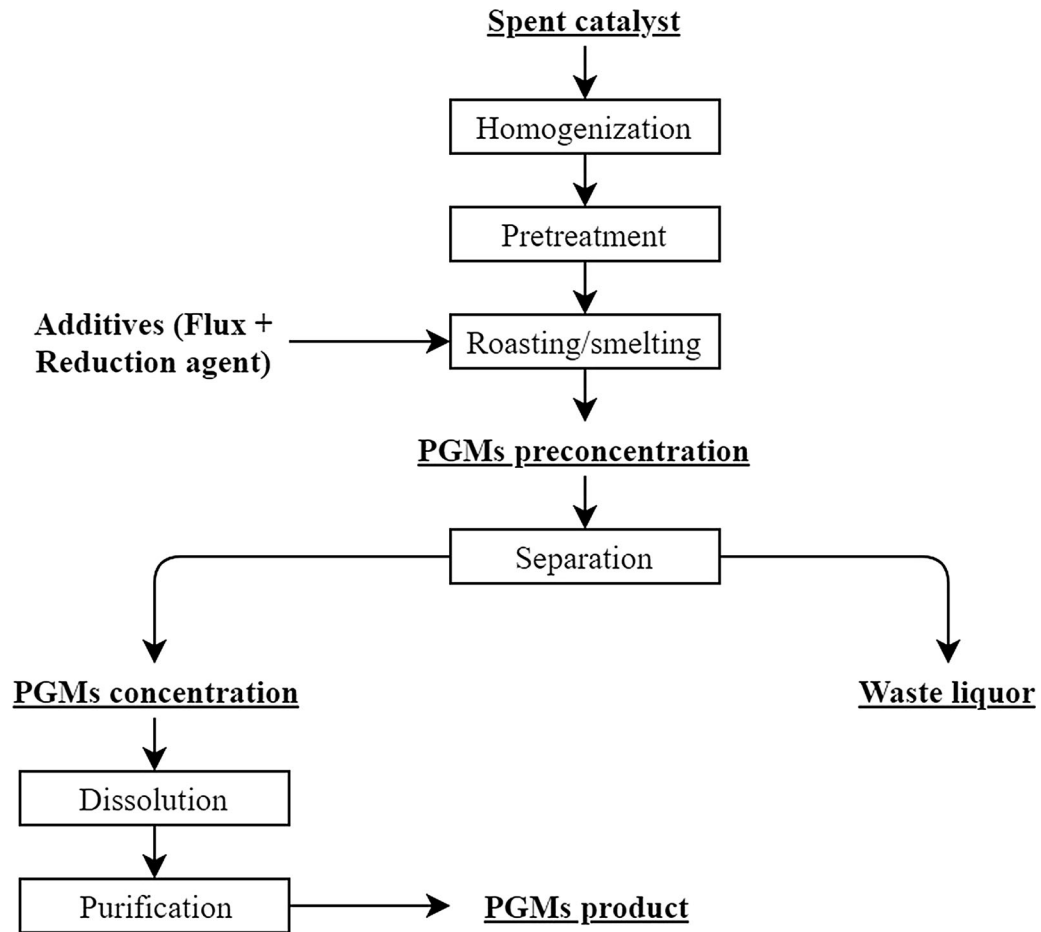 Spent catalyst
Homogenization
Pretreatment
Additives (Flux +
Reduction agent)
Roasting/smelting
PGMs preconcentration
Separation
PGMs concentration
Waste liquor
Dissolution
Purification
PGMs product